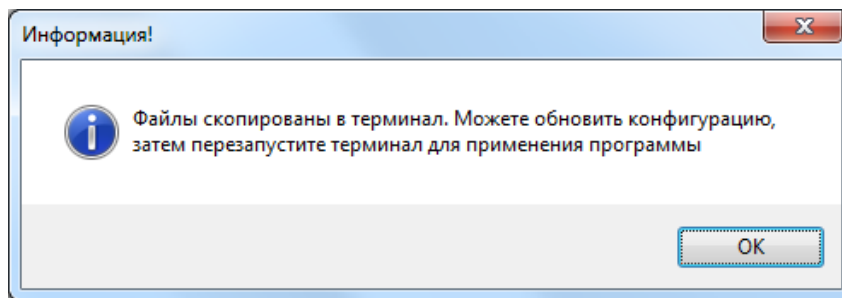 Информация!
Файлы скопированы в терминал. Можете обновить конфигурацию,
затем перезапустите терминал для применения программы
OK